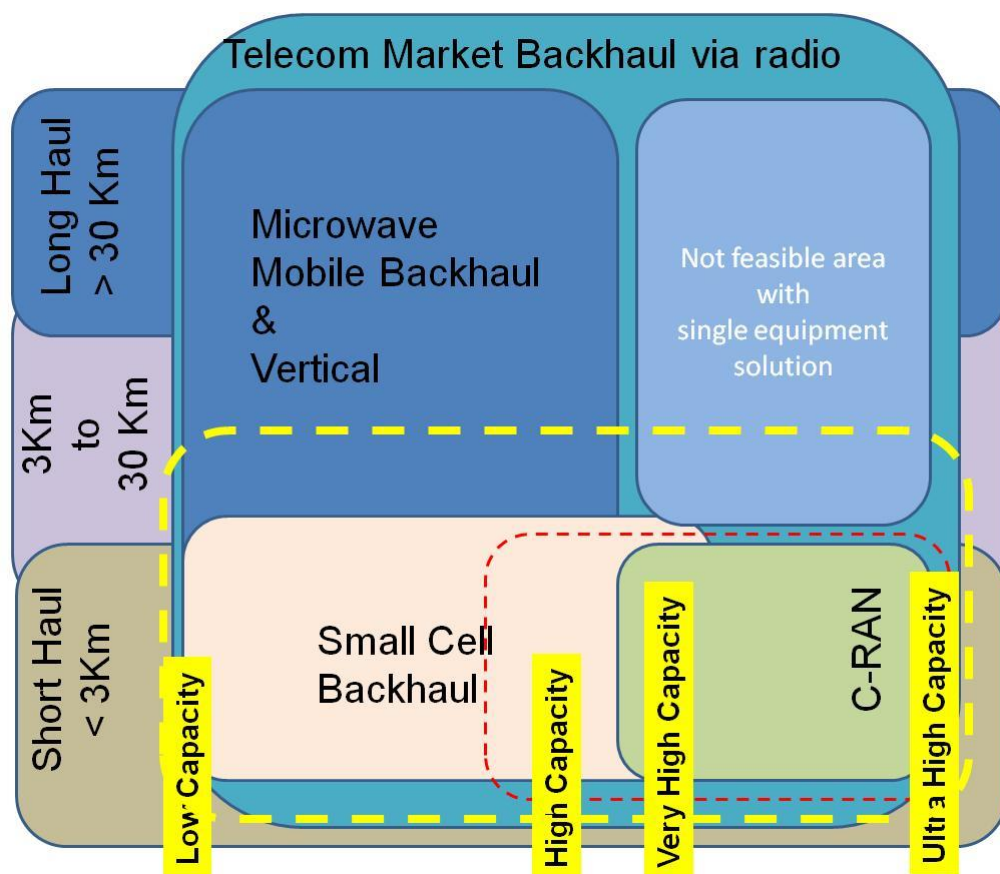 Telecom Market Backhaul via radio
Long Haul
> 30 Km
Microwave
Mobile Backhaul
&
Vertical
Not feasible area
with
single equipment
solution
3Km
to
30 Km
Short Haul
< 3Km
Small Cell
Backhaul
C-RAN
Low Capacity
High Capacity
Very High Capacity
Ultra High Capacity